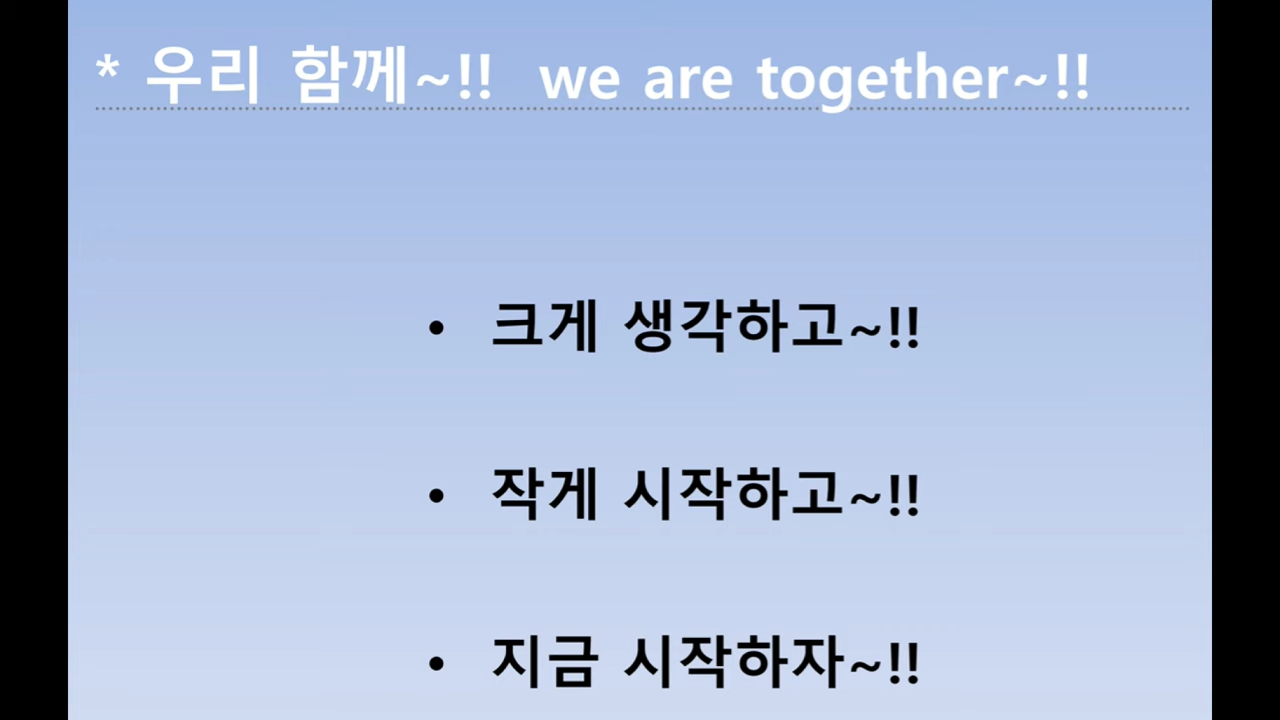 * 우리 함께~!! we are together~!!
• 크게 생각하고~!!
• 작게 시작하고~!!
• 지금 시작하자~!!